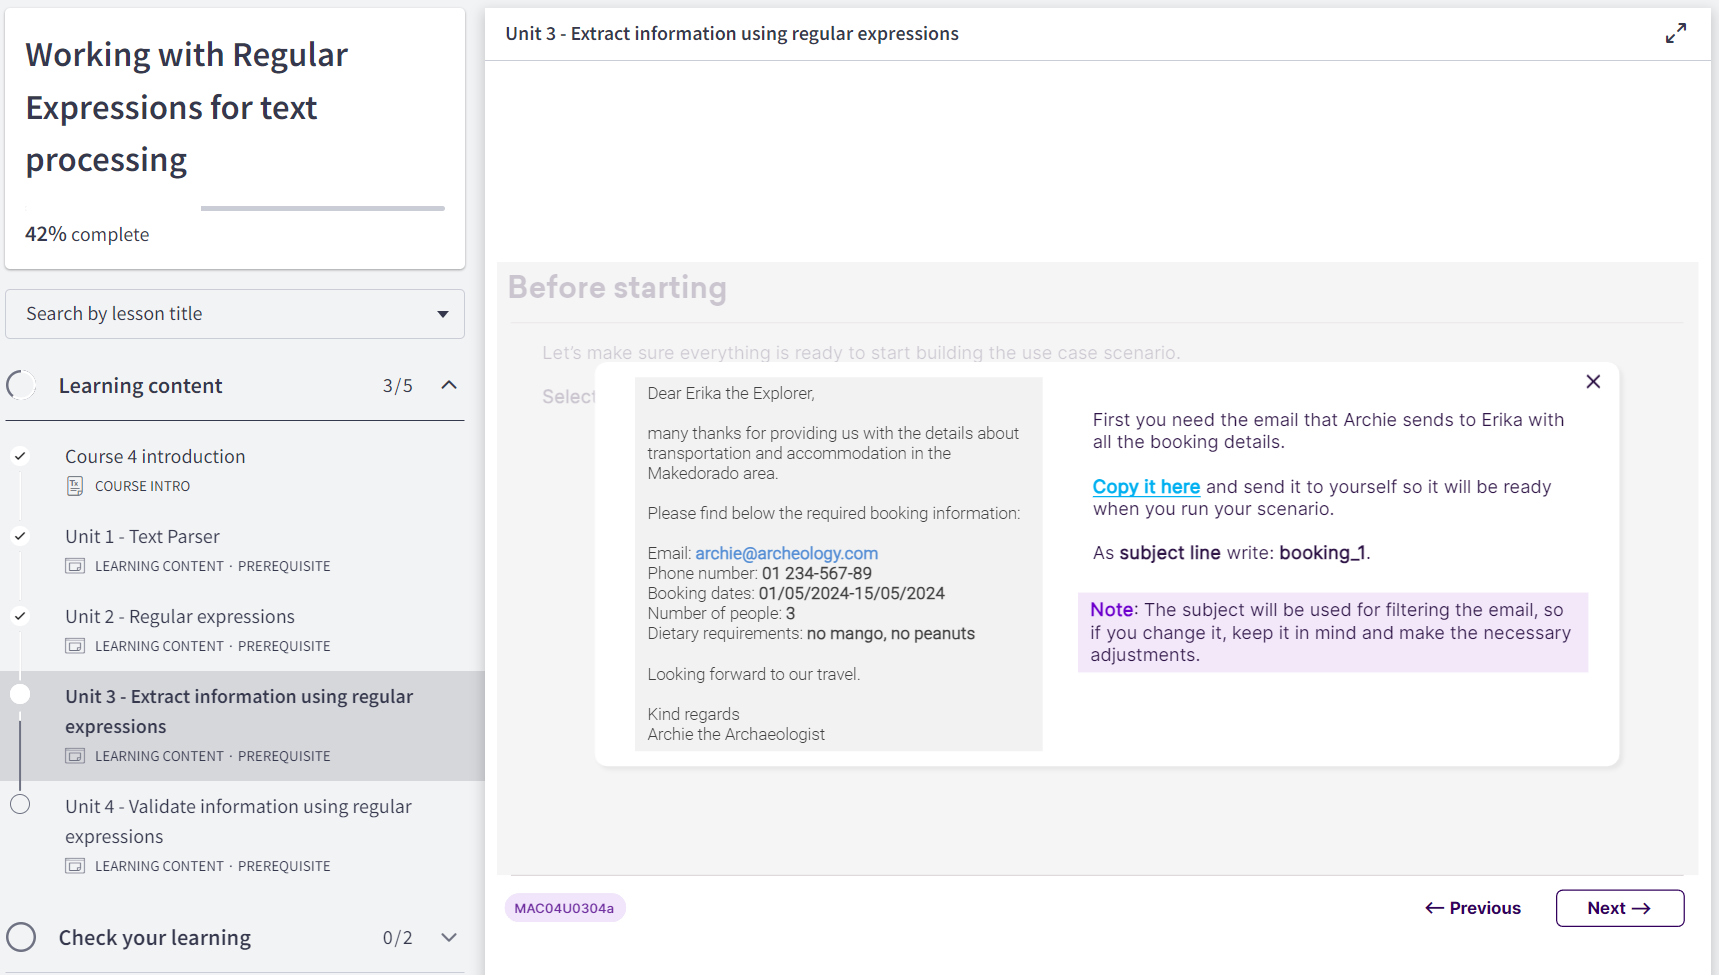 Working with Regular
Expressions for text
processing
42% complete
Search by lesson title
Learning content 3/5
Course 4 introduction
COURSE INTRO
Unit 1 - Text Parser
LEARNING CONTENT · PREREQUISITE
Unit 2 - Regular expressions
LEARNING CONTENT · PREREQUISITE
Unit 3 - Extract information using regular
expressions
LEARNING CONTENT · PREREQUISITE
Unit 4 - Validate information using regular
expressions
LEARNING CONTENT · PREREQUISITE
Check your learning 0/2
Unit 3 - Extract information using regular expressions
Before starting
Let's make sure everything is ready to start building the use case scenario.
Select
Dear Erika the Explorer,
many thanks for providing us with the details about
transportation and accommodation in the
Makedorado area.
Please find below the required booking information:
Email: archie@archeology.com
Phone number: 01 234-567-89
Booking dates: 01/05/2024-15/05/2024
Number of people: 3
Dietary requirements: no mango, no peanuts
Looking forward to our travel.
Kind regards
Archie the Archaeologist
First you need the email that Archie sends to Erika with
all the booking details.
Copy it here and send it to yourself so it will be ready
when you run your scenario.
As subject line write: booking_1.
Note: The subject will be used for filtering the email, so
if you change it, keep it in mind and make the necessary
adjustments.
MAC04U0304a
← Previous
Next →